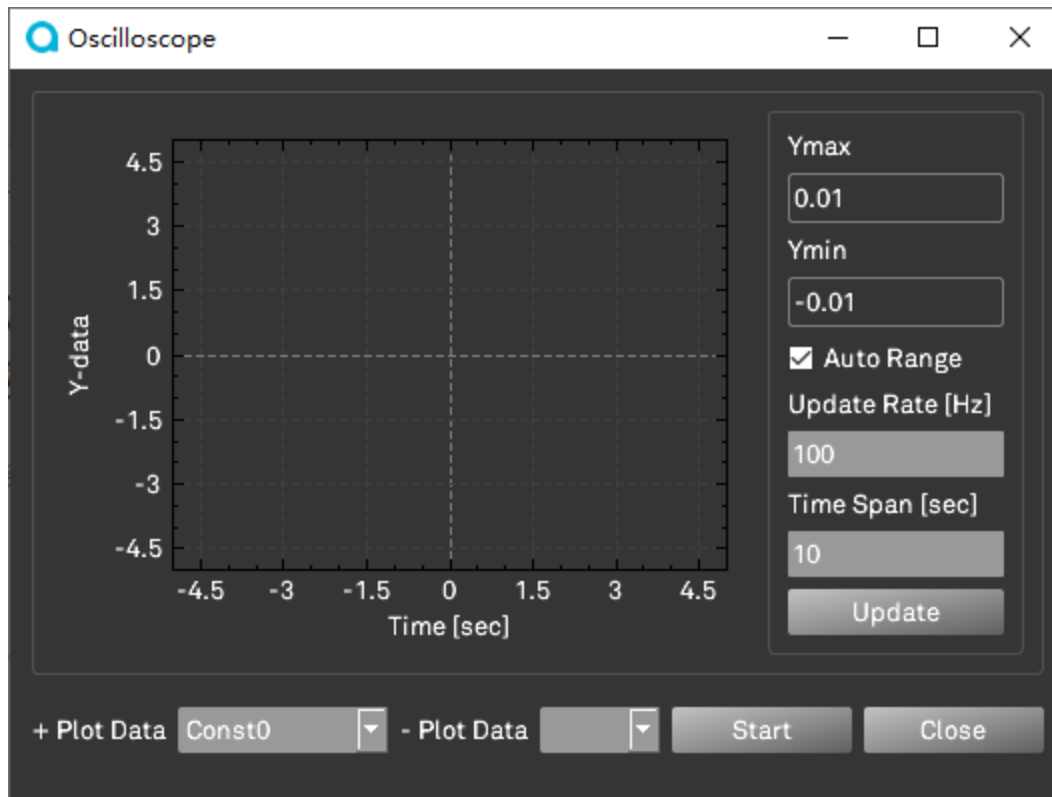 Oscilloscope
Ymax
0.01
Ymin
-0.01
Auto Range
Update Rate [Hz]
100
Time Span [sec]
10
Update
Y-data
4.5
3
1.5
0
-1.5
-3
-4.5
-4.5 -3 -1.5 0 1.5 3 4.5
Time [sec]
+ Plot Data Const0 - Plot Data Start Close